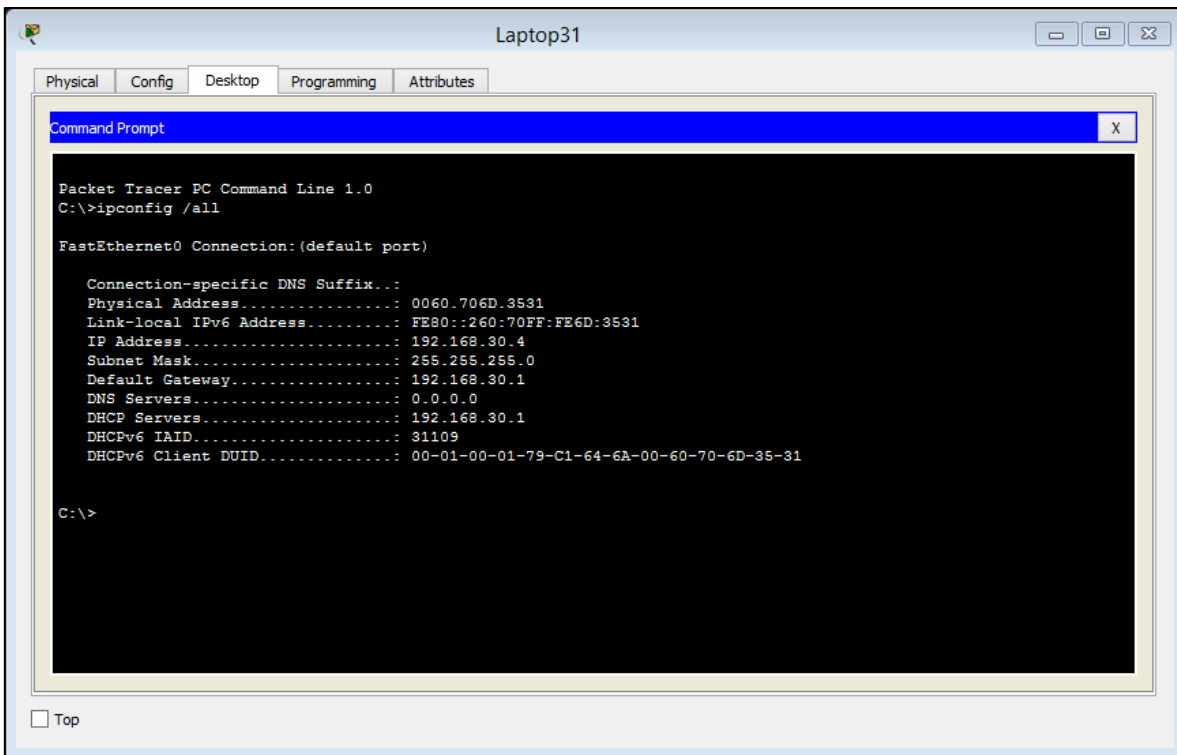 Laptop31
Physical Config Desktop Programming Attributes
Command Prompt X
Packet Tracer PC Command Line 1.0
C:\>ipconfig /all
FastEthernet0 Connection:(default port)
Connection-specific DNS Suffix..:
Physical Address................: 0060.706D.3531
Link-local IPv6 Address.........: FE80::260:70FF:FE6D:3531
IP Address......................: 192.168.30.4
Subnet Mask.....................: 255.255.255.0
Default Gateway.................: 192.168.30.1
DNS Servers.....................: 0.0.0.0
DHCP Servers....................: 192.168.30.1
DHCPv6 IAID.....................: 31109
DHCPv6 Client DUID..............: 00-01-00-01-79-C1-64-6A-00-60-70-6D-35-31
C:\>
Top